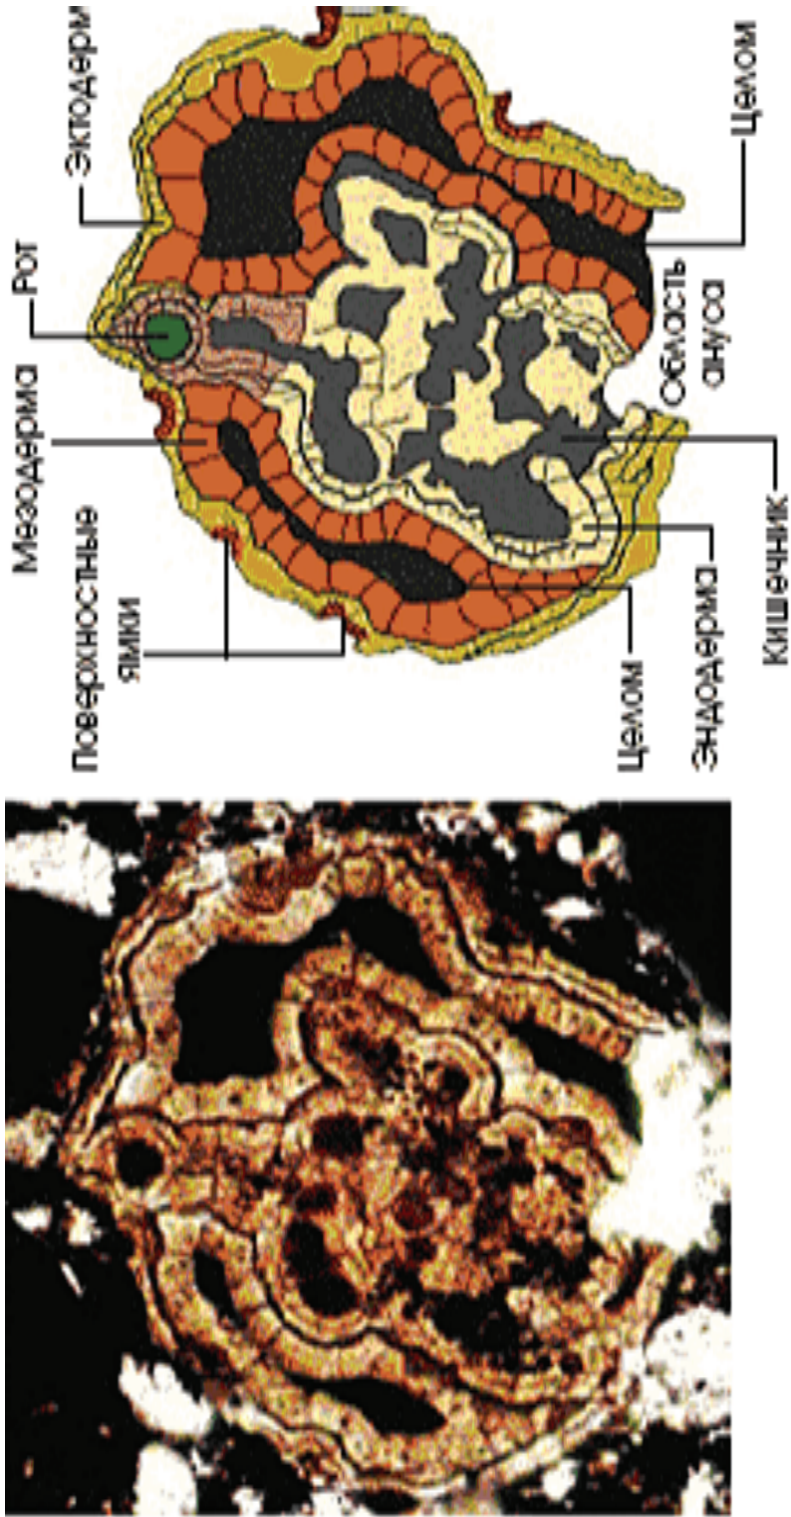 Мезодерма
Рот
Поверхностные
ямки
Эктодерм
Целом
Область
ануса
Эндодерма
Целом
Кишечник